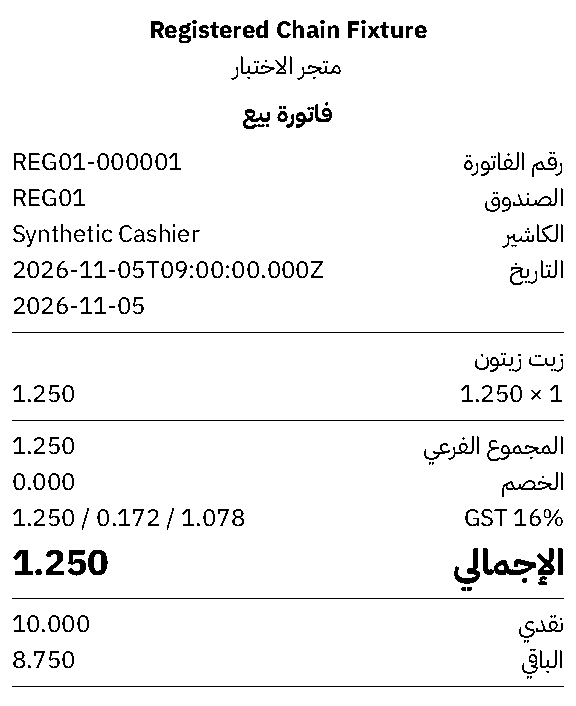 Registered Chain Fixture
متجر الاختبار
فاتورة بيع
رقم الفاتورة REG01-000001
الصندوق REG01
الكاشير Synthetic Cashier
التاريخ 2026-11-05T09:00:00.000Z
2026-11-05
زيت زيتون
1.250 × 1 1.250
المجموع الفرعي 1.250
الخصم 0.000
GST 16% 1.250 / 0.172 / 1.078
الإجمالي 1.250
نقدي 10.000
الباقي 8.750